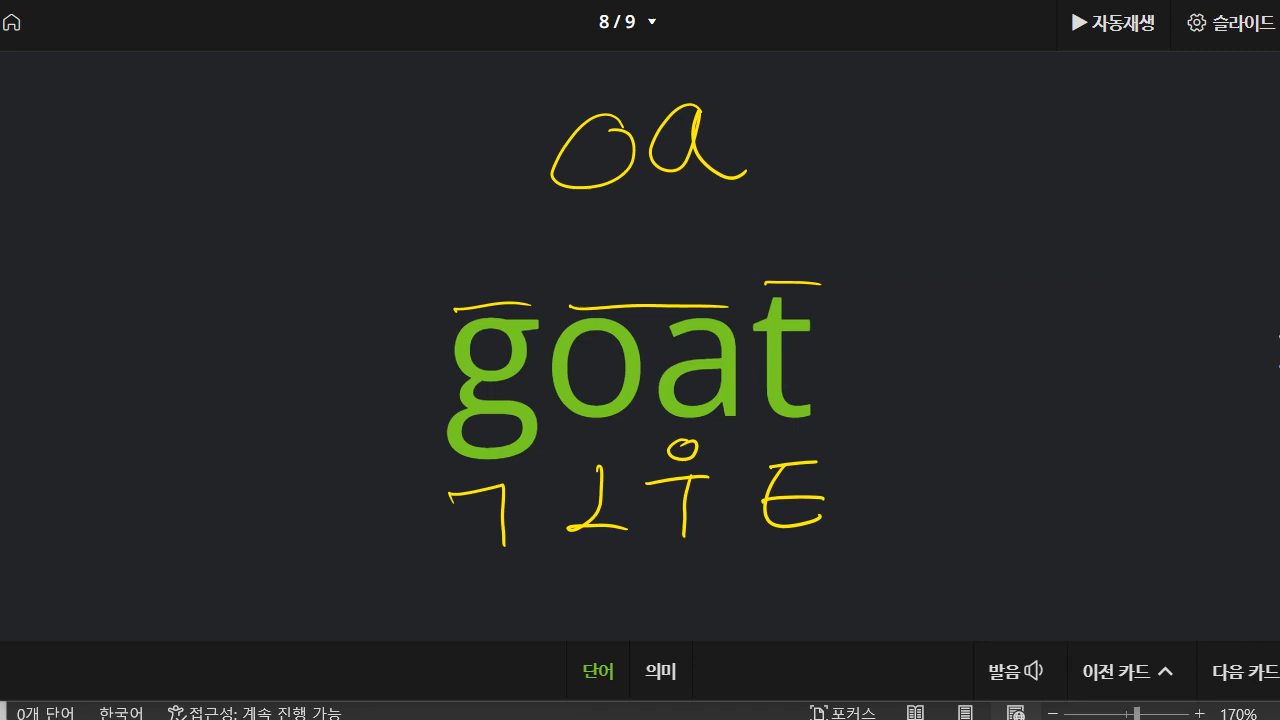 8 / 9 ▼ ▶ 자동재생 슬라이드
oa
goat
ㄱ ㅗ우 ㅌ
단어 의미 발음 이전 카드 다음 카드
0개 단어 한국어 접근성: 계속 진행 가능 포커스 − + 170%